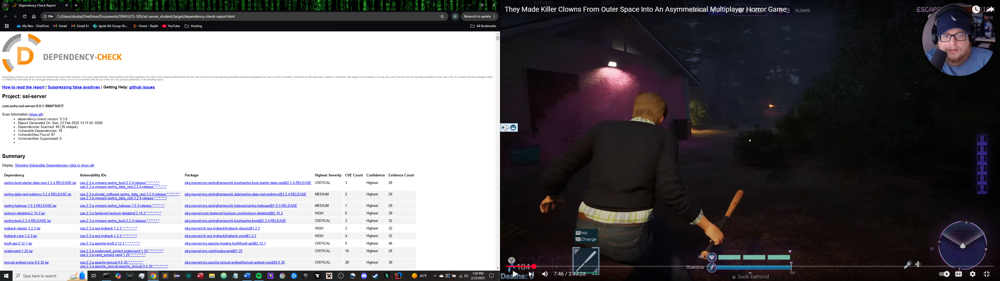 Dependency-Check Report
File
C:/Users/docka/OneDrive/Documents/SNHU/CS-305/ssl-server_student/target/dependency-check-report.html
K
Relaunch to update
My files - OneDrive
Gmail
Gmail KJ
Ignite BA Group Sh...
Home - Replit
YouTube
Hacking
All Bookmarks
DEPENDENCY-CHECK
Dependency-Check is an open source tool performing a best effort analysis of 3rd party dependencies; false positives and false negatives may exist in the analysis performed by the tool. Use of the tool and the reporting provided constitutes acceptance for use in an AS IS condition, and there are NO warranties, implied or otherwise, with regard to the analysis or its use. Any use of the tool and the reporting provided is at the user's risk. In no event shall the copyright holder
or OWASP be held liable for any damages whatsoever arising out of or in connection with the use of this tool, the analysis performed, or the resulting report.
How to read the report | Suppressing false positives | Getting Help: github issues
Project: ssl-server
com.snhu:ssl-server:0.0.1-SNAPSHOT
Scan Information (show all):
• dependency-check version: 5.3.0
• Report Generated On: Sun, 23 Feb 2025 13:11:55 -0500
• Dependencies Scanned: 49 (35 unique)
• Vulnerable Dependencies: 19
• Vulnerabilities Found: 87
• Vulnerabilities Suppressed: 0
• ...
Summary
Display: Showing Vulnerable Dependencies (click to show all)
Dependency Vulnerability IDs Package Highest Severity CVE Count Confidence Evidence Count
spring-boot-starter-data-rest-2.2.4.RELEASE.jar cpe:2.3:a:vmware:spring_boot:2.2.4:release:*:*:*:*:*:* pkg:maven/org.springframework.boot/spring-boot-starter-data-rest@2.2.4.RELEASE CRITICAL 3 Highest 28
cpe:2.3:a:vmware:spring_data_rest:2.2.4:release:*:*:*:*:*:*
spring-data-rest-webmvc-3.2.4.RELEASE.jar cpe:2.3:a:pivotal_software:spring_data_rest:3.2.4:release:*:*:*:*:*:* pkg:maven/org.springframework.data/spring-data-rest-webmvc@3.2.4.RELEASE MEDIUM 2 Highest 29
cpe:2.3:a:vmware:spring_data_rest:3.2.4:release:*:*:*:*:*:*
spring-hateoas-1.0.3.RELEASE.jar cpe:2.3:a:vmware:spring_hateoas:1.0.3:release:*:*:*:*:*:* pkg:maven/org.springframework.hateoas/spring-hateoas@1.0.3.RELEASE MEDIUM 1 Highest 29
jackson-databind-2.10.2.jar cpe:2.3:a:fasterxml:jackson-databind:2.10.2:*:*:*:*:*:*:* pkg:maven/com.fasterxml.jackson.core/jackson-databind@2.10.2 HIGH 6 Highest 39
spring-boot-2.2.4.RELEASE.jar cpe:2.3:a:vmware:spring_boot:2.2.4:release:*:*:*:*:*:* pkg:maven/org.springframework.boot/spring-boot@2.2.4.RELEASE CRITICAL 3 Highest 32
logback-classic-1.2.3.jar cpe:2.3:a:qos:logback:1.2.3:*:*:*:*:*:*:* pkg:maven/ch.qos.logback/logback-classic@1.2.3 HIGH 2 Highest 32
logback-core-1.2.3.jar cpe:2.3:a:qos:logback:1.2.3:*:*:*:*:*:*:* pkg:maven/ch.qos.logback/logback-core@1.2.3 HIGH 4 Highest 32
log4j-api-2.12.1.jar cpe:2.3:a:apache:log4j:2.12.1:*:*:*:*:*:*:* pkg:maven/org.apache.logging.log4j/log4j-api@2.12.1 CRITICAL 5 Highest 46
snakeyaml-1.25.jar cpe:2.3:a:snakeyaml_project:snakeyaml:1.25:*:*:*:*:*:*:* pkg:maven/org.yaml/snakeyaml@1.25 CRITICAL 10 Highest 28
cpe:2.3:a:yaml_project:yaml:1.25:*:*:*:*:*:*:*
tomcat-embed-core-9.0.30.jar cpe:2.3:a:apache:tomcat:9.0.30:*:*:*:*:*:*:* pkg:maven/org.apache.tomcat.embed/tomcat-embed-core@9.0.30 CRITICAL 28 Highest 39
cpe:2.3:a:apache_tomcat:apache_tomcat:9.0.30:*:*:*:*:*:*:*
Type here to search
45°F
1:30 PM
2/23/2025
They Made Killer Clowns From Outer Space Into An Asymmetrical Multiplayer Horror Game
KLOWNS
Hit
Charge
HP
Stamina
MAX
Deaths: 0
7:46 / 2:17:28
look behind
CC